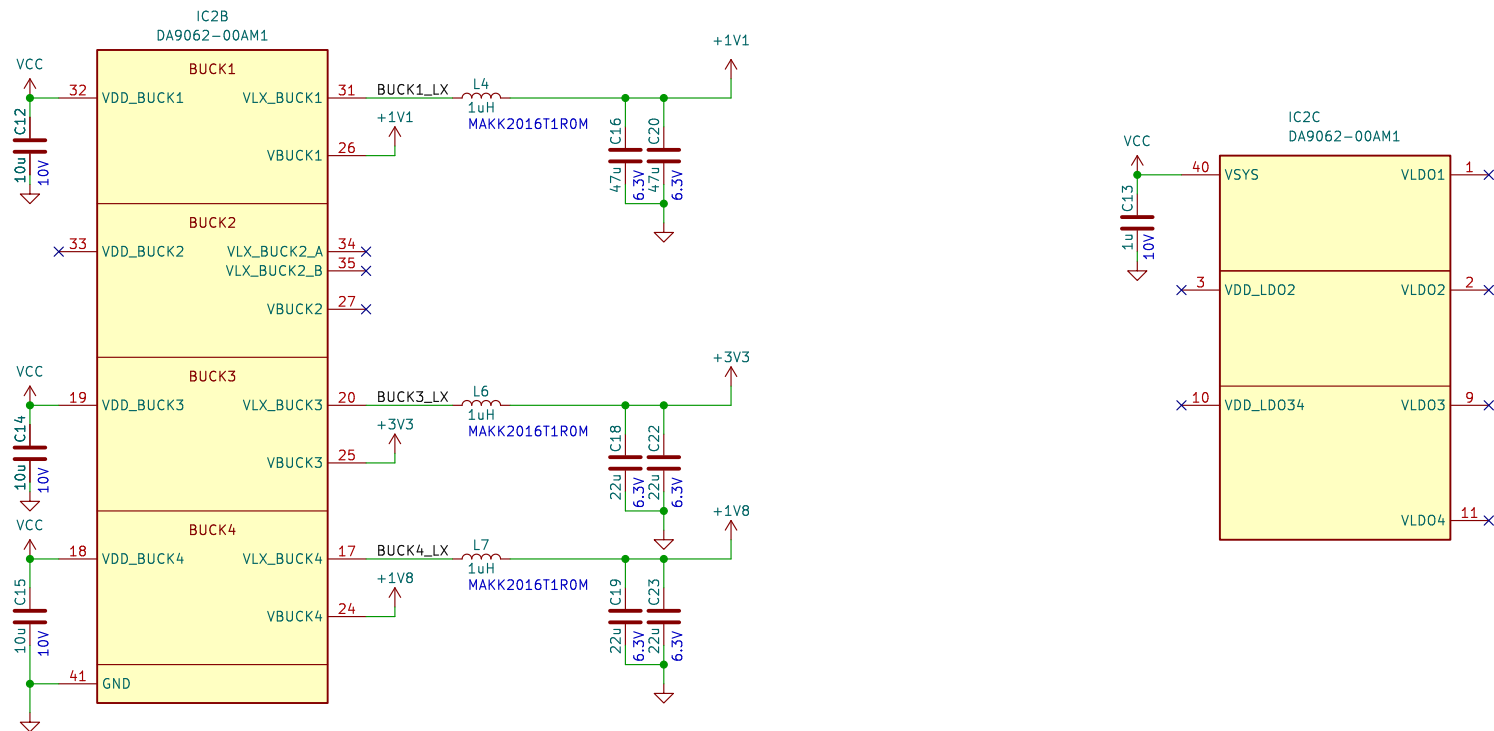 IC2B
DA9062-00AM1
VCC
BUCK1
32
VDD_BUCK1
VLX_BUCK1
31
BUCK1_LX
L4
1uH
MAKK2016T1R0M
+1V1
C12
10u
10V
VBUCK1
26
+1V1
C16
47u
6.3V
C20
47u
6.3V
BUCK2
33
VDD_BUCK2
VLX_BUCK2_A
34
VLX_BUCK2_B
35
VBUCK2
27
VCC
BUCK3
19
VDD_BUCK3
VLX_BUCK3
20
BUCK3_LX
L6
1uH
MAKK2016T1R0M
+3V3
C14
10u
10V
VBUCK3
25
+3V3
C18
22u
6.3V
C22
22u
6.3V
VCC
BUCK4
18
VDD_BUCK4
VLX_BUCK4
17
BUCK4_LX
L7
1uH
MAKK2016T1R0M
+1V8
C15
10u
10V
VBUCK4
24
+1V8
C19
22u
6.3V
C23
22u
6.3V
41
GND
IC2C
DA9062-00AM1
VCC
40
VSYS
VLDO1
1
C13
1u
10V
3
VDD_LDO2
VLDO2
2
10
VDD_LDO34
VLDO3
9
VLDO4
11